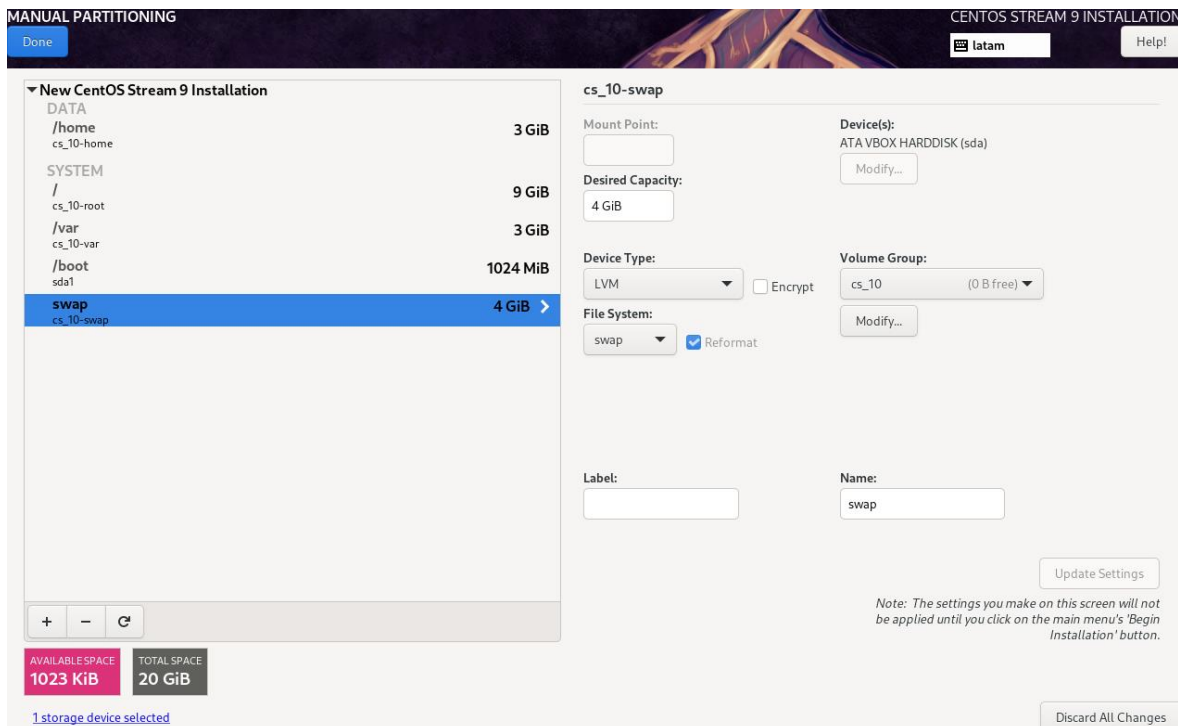 MANUAL PARTITIONING
CENTOS STREAM 9 INSTALLATION
Done
latam
Help!
New CentOS Stream 9 Installation
DATA
/home
3 GiB
cs_10-home
SYSTEM
/
9 GiB
cs_10-root
/var
3 GiB
cs_10-var
/boot
1024 MiB
sda1
swap
4 GiB
cs_10-swap
+ −
AVAILABLE SPACE
1023 KiB
TOTAL SPACE
20 GiB
1 storage device selected
cs_10-swap
Mount Point:
Desired Capacity:
4 GiB
Device(s):
ATA VBOX HARDDISK (sda)
Modify...
Device Type:
LVM
Encrypt
File System:
swap
Reformat
Volume Group:
cs_10 (0 B free)
Modify...
Label:
Name:
swap
Update Settings
Note: The settings you make on this screen will not
be applied until you click on the main menu's 'Begin
Installation' button.
Discard All Changes